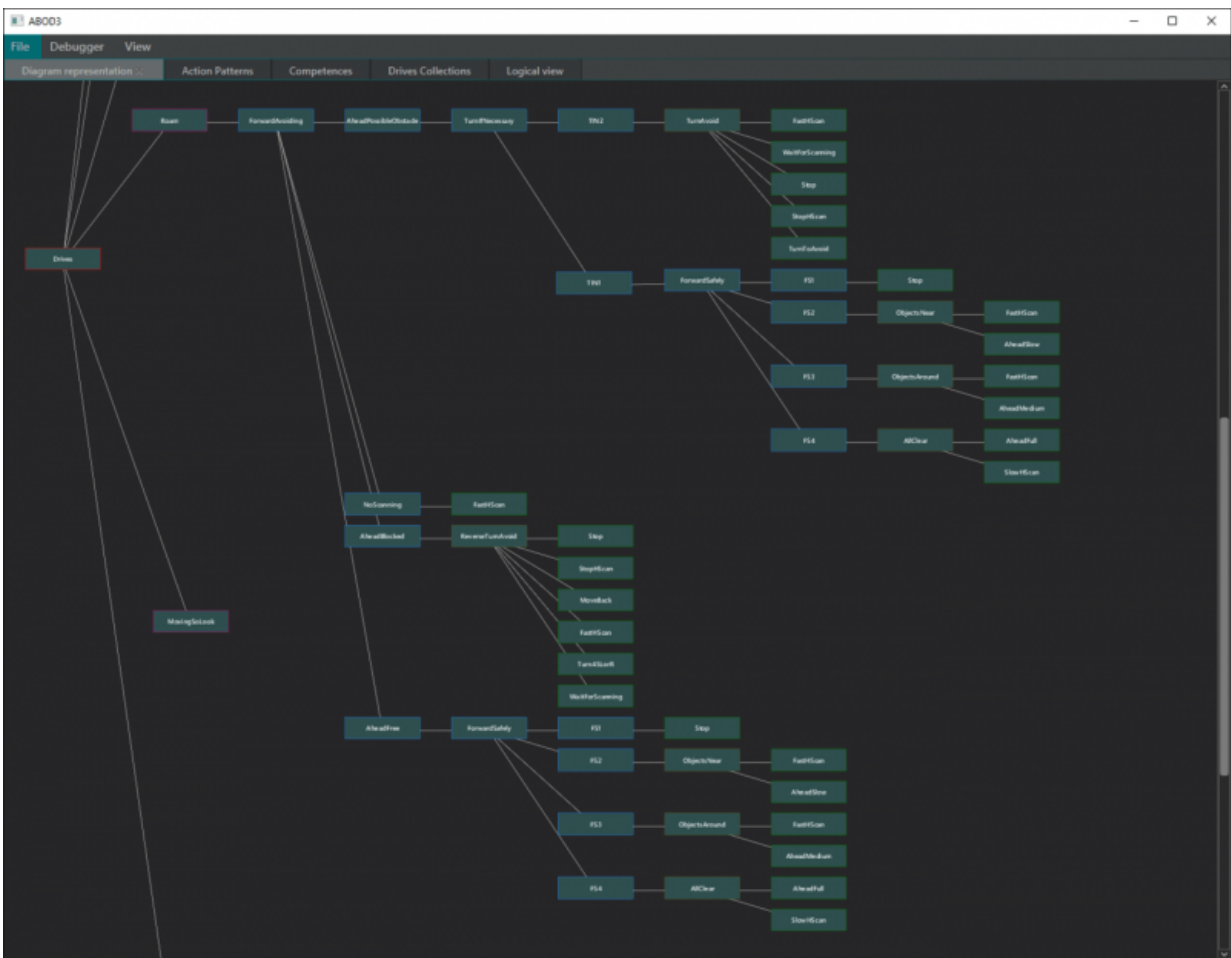 ABOD3
File Debugger View
Diagram representation Action Patterns Competences Drives Collections Logical view
Roam ForwardAvoiding AheadPossibleObstacle TurnIfNecessary TIN2 TurnAvoid FastHScan
WaitForScanning
Stop
StopHScan
TurnToAvoid
Drives
TIN1 ForwardSafely FS1 Stop
FS2 ObjectsNear FastHScan
AheadSlow
FS3 ObjectsAround FastHScan
AheadMedium
FS4 AllClear AheadFull
SlowHScan
NoScanning FastHScan
AheadBlocked ReverseTurnAvoid Stop
StopHScan
MoveBack
MovingSoLook
FastHScan
WaitForScanning
AheadFree ForwardSafely FS1 Stop
FS2 ObjectsNear FastHScan
AheadSlow
FS3 ObjectsAround FastHScan
AheadMedium
FS4 AllClear AheadFull
SlowHScan